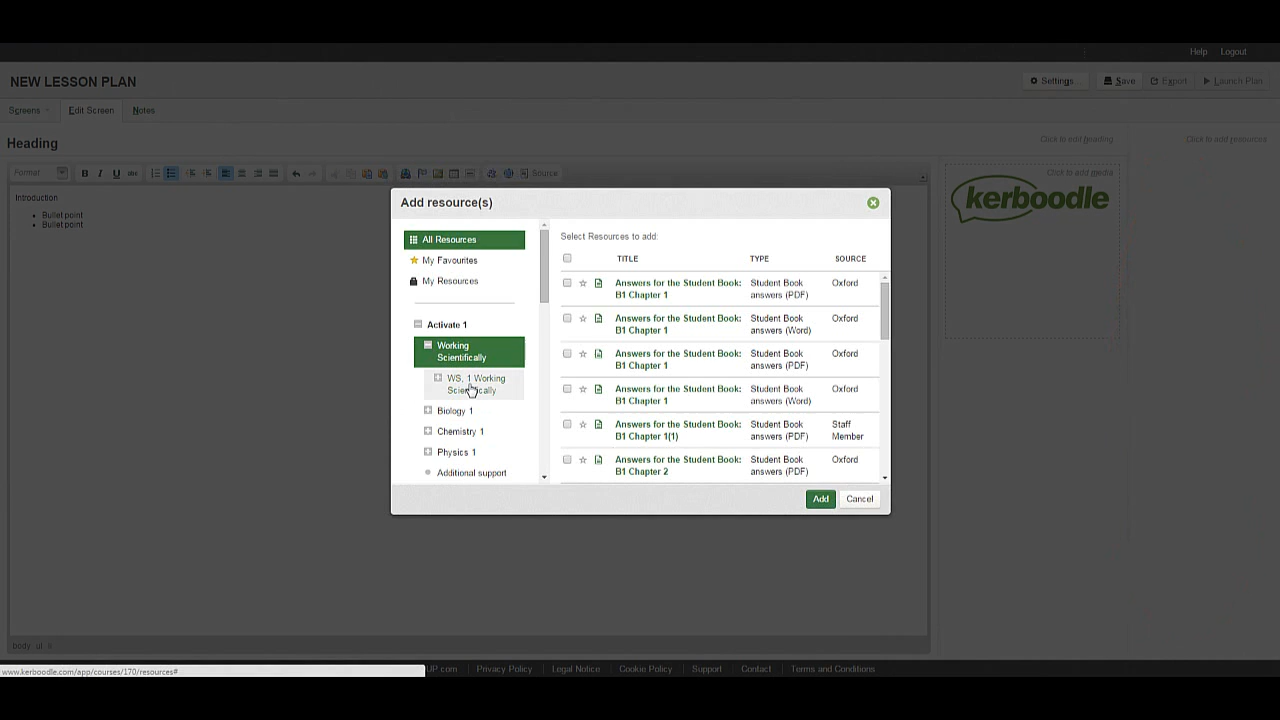 Help Logout
NEW LESSON PLAN
Settings... Save Export Launch Plan
Screens Edit Screen Notes
Heading
Click to edit heading
Click to add resources
Format B I U ABC Source
Click to add media
kerboodle
Introduction
Bullet point
Bullet point
Add resource(s)
All Resources
My Favourites
My Resources
Activate 1
Working
Scientifically
WS, 1 Working
Scientifically
Biology 1
Chemistry 1
Physics 1
Additional support
Select Resources to add:
TITLE TYPE SOURCE
Answers for the Student Book: Student Book Oxford
B1 Chapter 1 answers (PDF)
Answers for the Student Book: Student Book Oxford
B1 Chapter 1 answers (Word)
Answers for the Student Book: Student Book Oxford
B1 Chapter 1 answers (PDF)
Answers for the Student Book: Student Book Oxford
B1 Chapter 1 answers (Word)
Answers for the Student Book: Student Book Staff
B1 Chapter 1(1) answers (PDF) Member
Answers for the Student Book: Student Book Oxford
B1 Chapter 2 answers (PDF)
Add Cancel
body ul li
www.kerboodle.com/app/courses/170/resources#
UP.com Privacy Policy Legal Notice Cookie Policy Support Contact Terms and Conditions